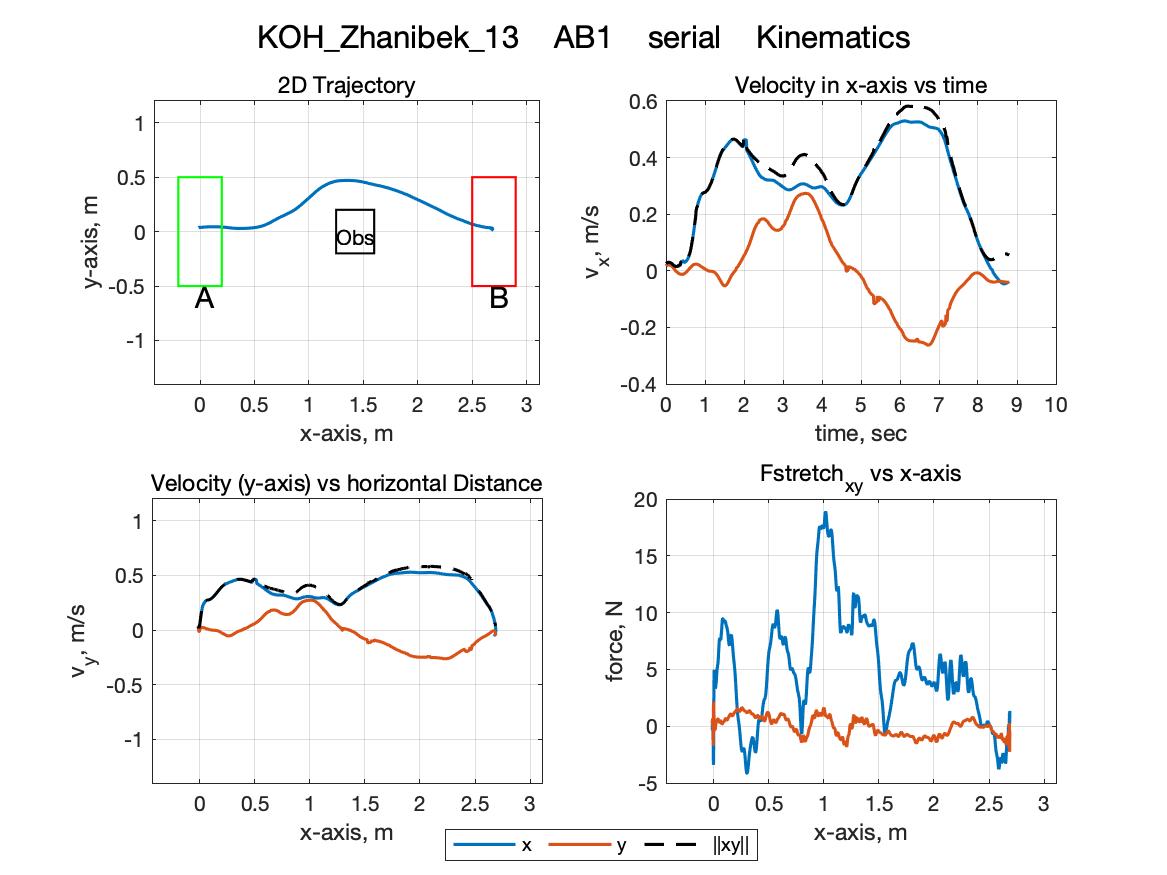 KOH_Zhanibek_13 AB1 serial Kinematics
2D Trajectory
1
0.5
0
-0.5
-1
y-axis, m
A
Obs
B
0 0.5 1 1.5 2 2.5 3
x-axis, m
Velocity in x-axis vs time
0.6
0.4
0.2
0
-0.2
-0.4
v_x, m/s
0 1 2 3 4 5 6 7 8 9 10
time, sec
Velocity (y-axis) vs horizontal Distance
1
0.5
0
-0.5
-1
v_y, m/s
0 0.5 1 1.5 2 2.5 3
x-axis, m
Fstretch_xy vs x-axis
20
15
10
5
0
-5
force, N
0 0.5 1 1.5 2 2.5 3
x-axis, m
x y ||xy||